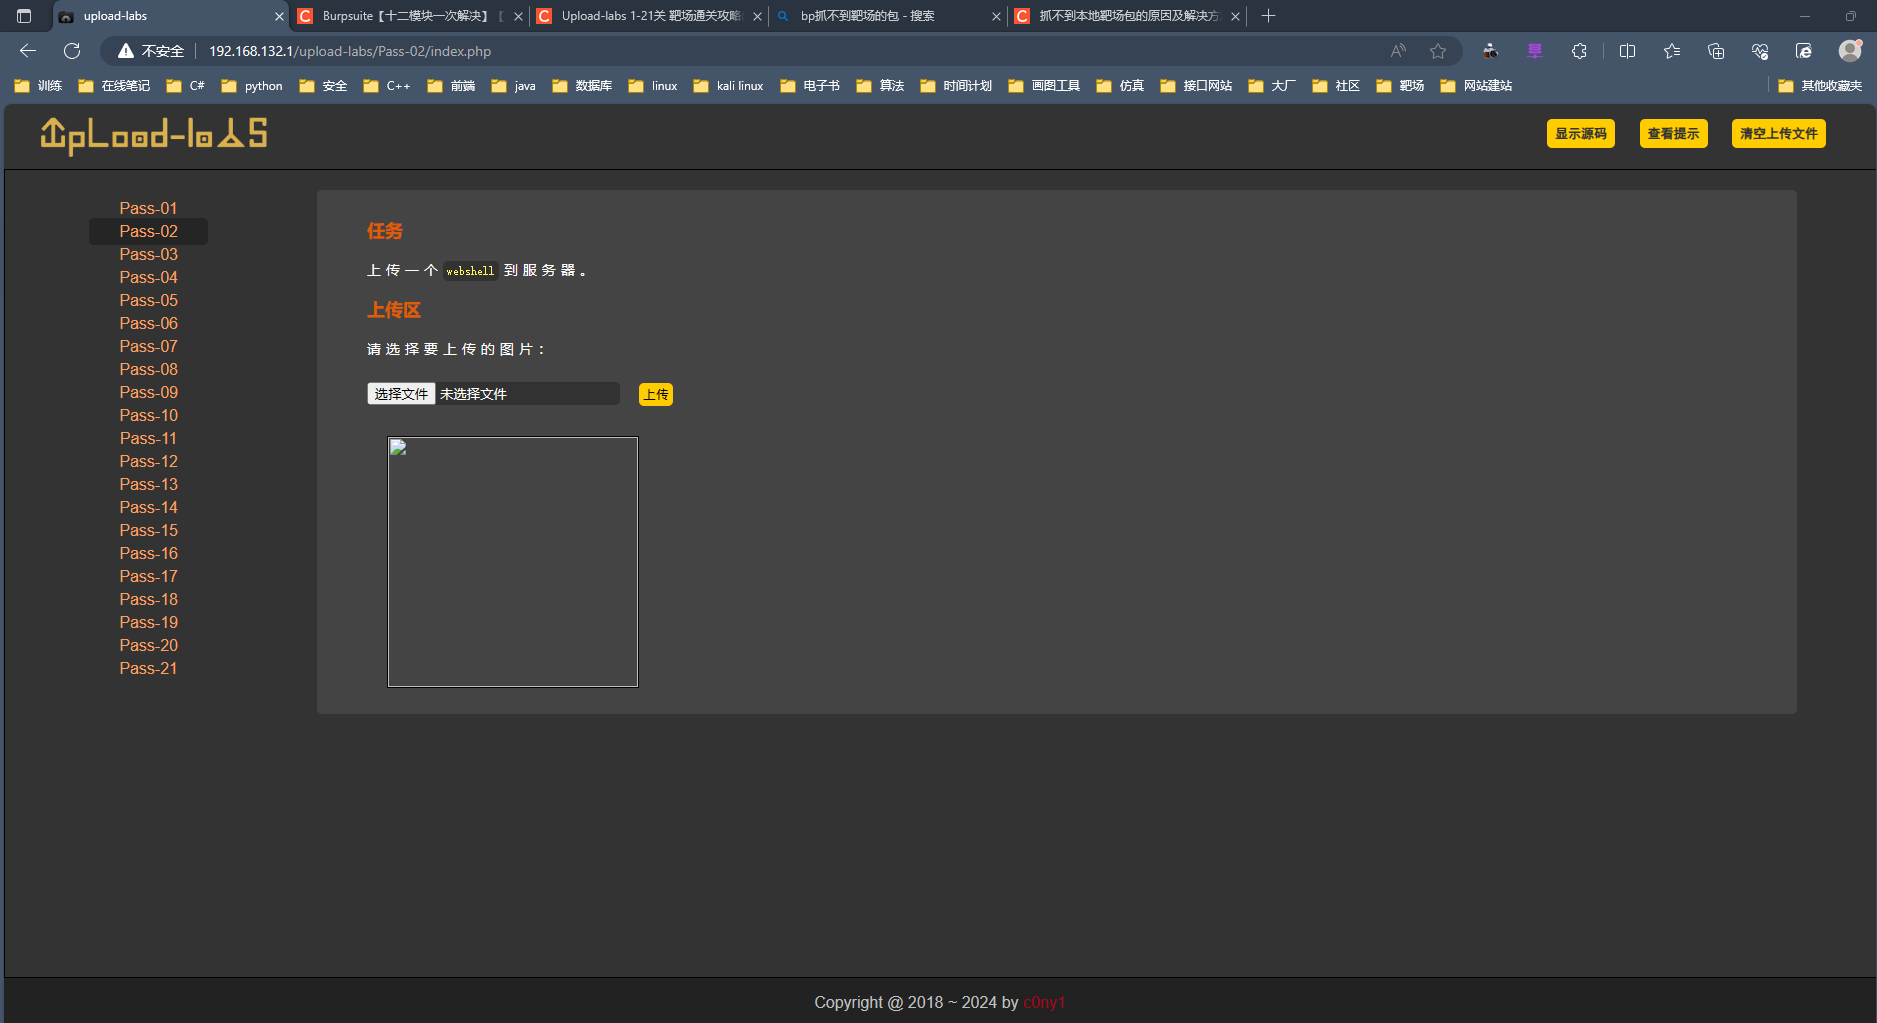 upload-labs
Burpsuite【十二模块一次解决】【
Upload-labs 1-21关 靶场通关攻略
bp抓不到靶场的包 - 搜索
抓不到本地靶场包的原因及解决方
不安全
192.168.132.1/upload-labs/Pass-02/index.php
训练
在线笔记
C#
python
安全
C++
前端
java
数据库
linux
kali linux
电子书
算法
时间计划
画图工具
仿真
接口网站
大厂
社区
靶场
网站建站
其他收藏夹
UpLoad-labS
显示源码
查看提示
清空上传文件
Pass-01
Pass-02
Pass-03
Pass-04
Pass-05
Pass-06
Pass-07
Pass-08
Pass-09
Pass-10
Pass-11
Pass-12
Pass-13
Pass-14
Pass-15
Pass-16
Pass-17
Pass-18
Pass-19
Pass-20
Pass-21
任务
上传一个 webshell 到服务器。
上传区
请选择要上传的图片：
选择文件 未选择文件
上传
Copyright @ 2018 ~ 2024 by c0ny1